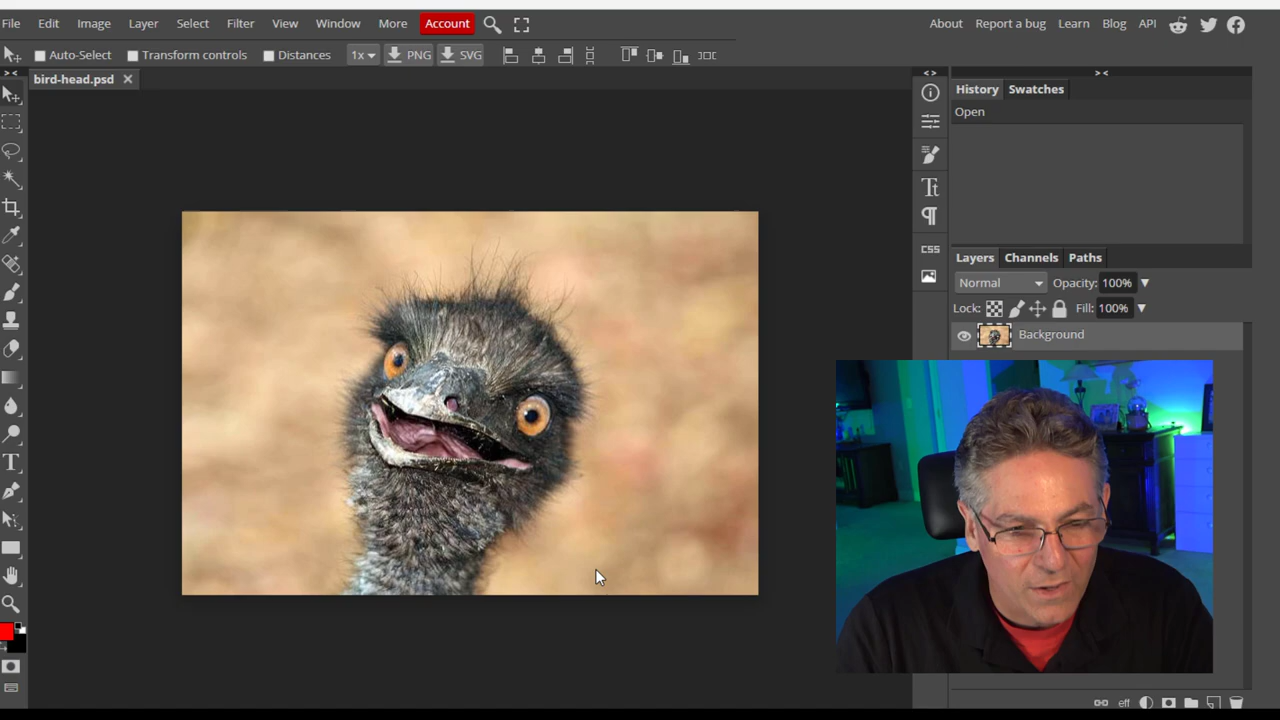 File Edit Image Layer Select Filter View Window More Account About Report a bug Learn Blog API
Auto-Select Transform controls Distances 1x PNG SVG
bird-head.psd
History Swatches
Open
CSS
Layers Channels Paths
Normal Opacity: 100%
Lock: Fill: 100%
Background
eff